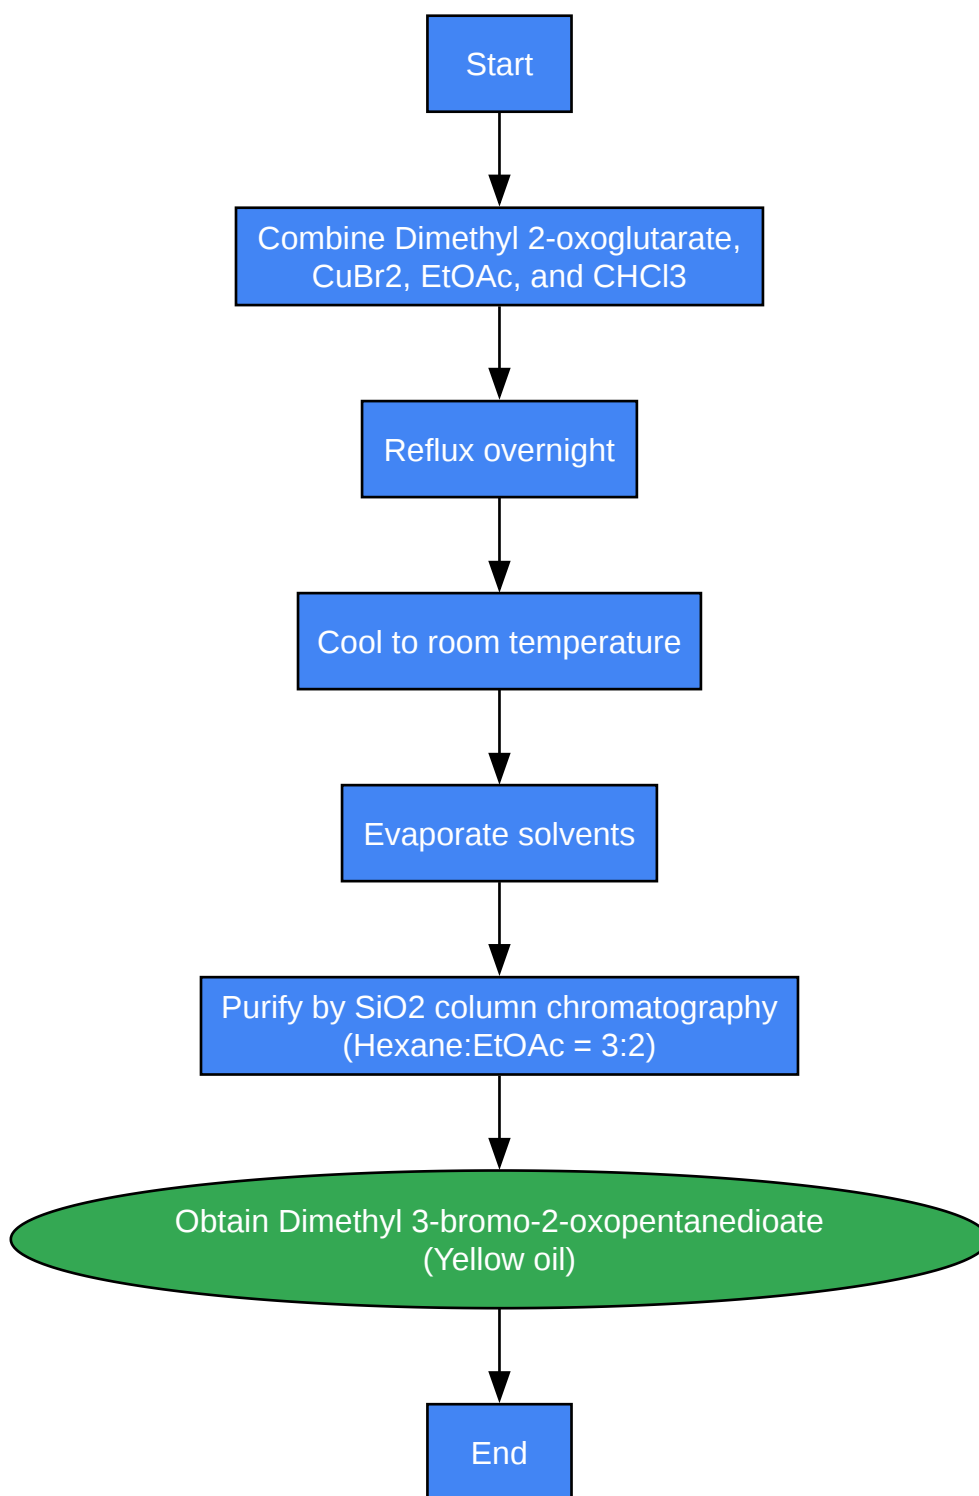 Start
Combine Dimethyl 2-oxoglutarate,
CuBr2, EtOAc, and CHCl3
Reflux overnight
Cool to room temperature
Evaporate solvents
Purify by SiO2 column chromatography
(Hexane:EtOAc = 3:2)
Obtain Dimethyl 3-bromo-2-oxopentanedioate
(Yellow oil)
End